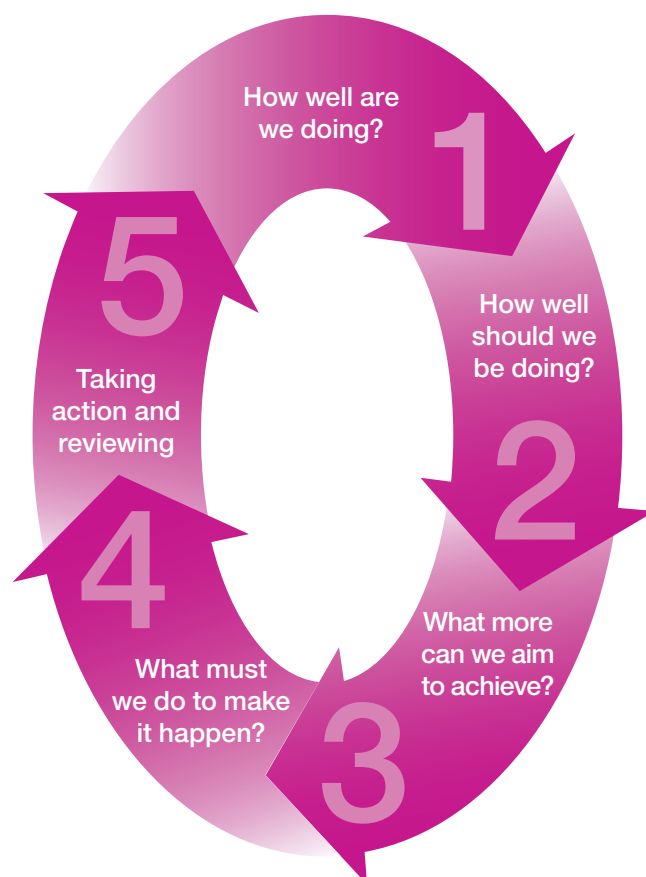 How well are
we doing?
1
How well
should we
be doing?
2
What more
can we aim
to achieve?
3
What must
we do to make
it happen?
4
5
Taking
action and
reviewing